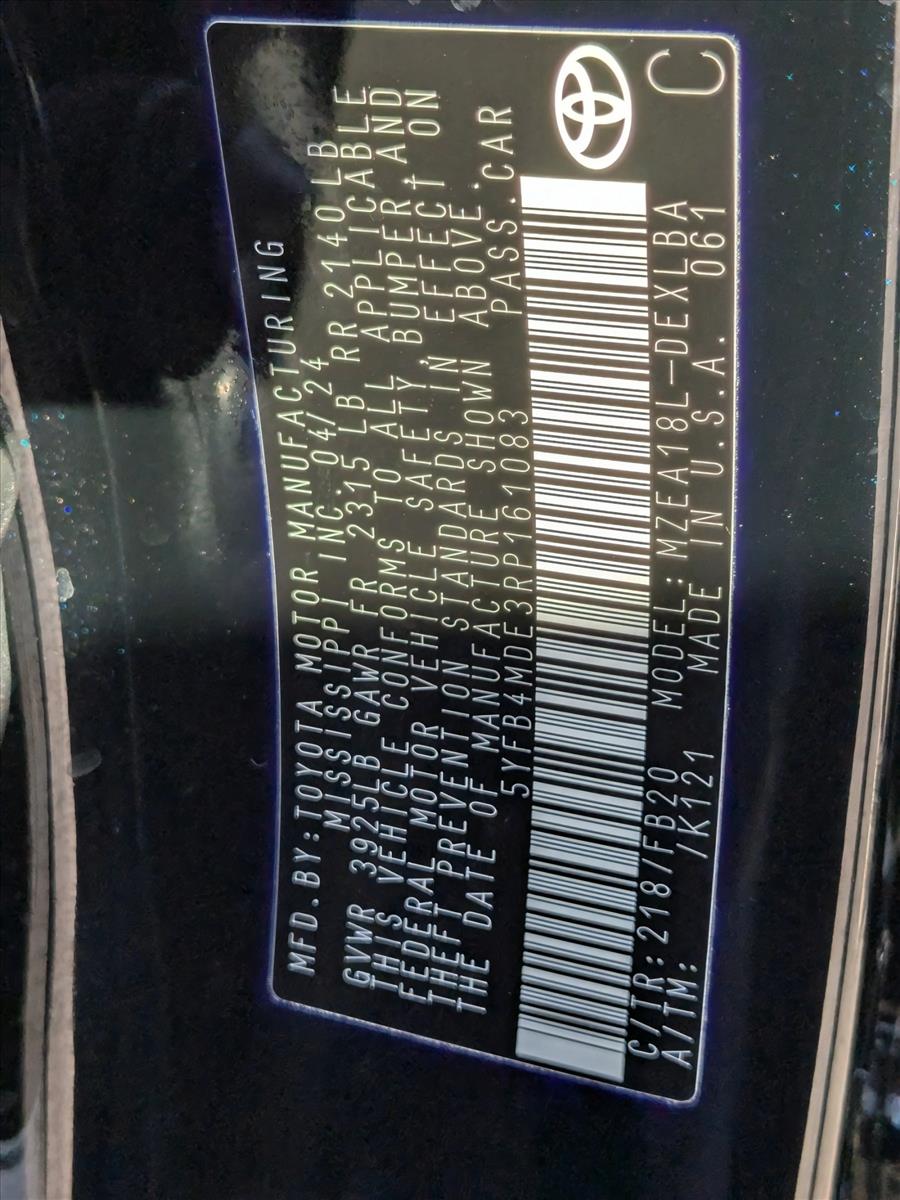 MFD.BY:TOYOTA MOTOR MANUFACTURING
MISSISSIPPI INC. 04/24
GVWR 3925LB GAWR FR 2315 LB RR 2140LB
THIS VEHICLE CONFORMS TO ALL APPLICABLE
FEDERAL MOTOR VEHICLE SAFETY, BUMPER, AND
THEFT PREVENTION STANDARDS IN EFFECT ON
THE DATE OF MANUFACTURE SHOWN ABOVE.
5YFB4MDE3RP161083 PASS.CAR
C/TR:218/FB20 MODEL:MZEA18L-DEXLBA
A/TM: /K121 MADE IN U.S.A. 061
C